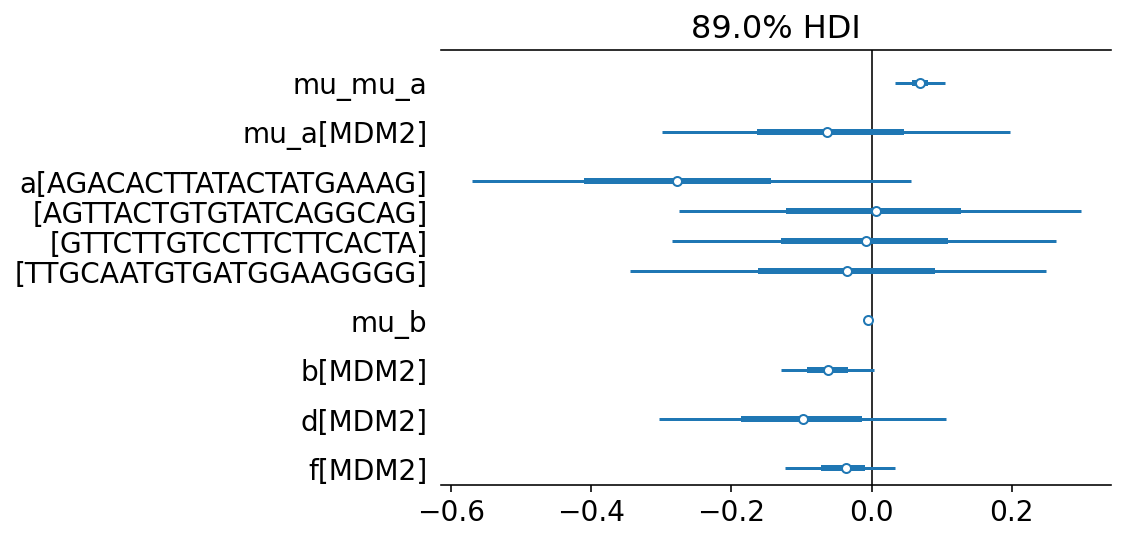 89.0% HDI
mu_mu_a
mu_a[MDM2]
a[AGACACTTATACTATGAAAG]
[AGTTACTGTGTATCAGGCAG]
[GTTCTTGTCCTTCTTCACTA]
[TTGCAATGTGATGGAAGGGG]
mu_b
b[MDM2]
d[MDM2]
f[MDM2]
−0.6 −0.4 −0.2 0.0 0.2